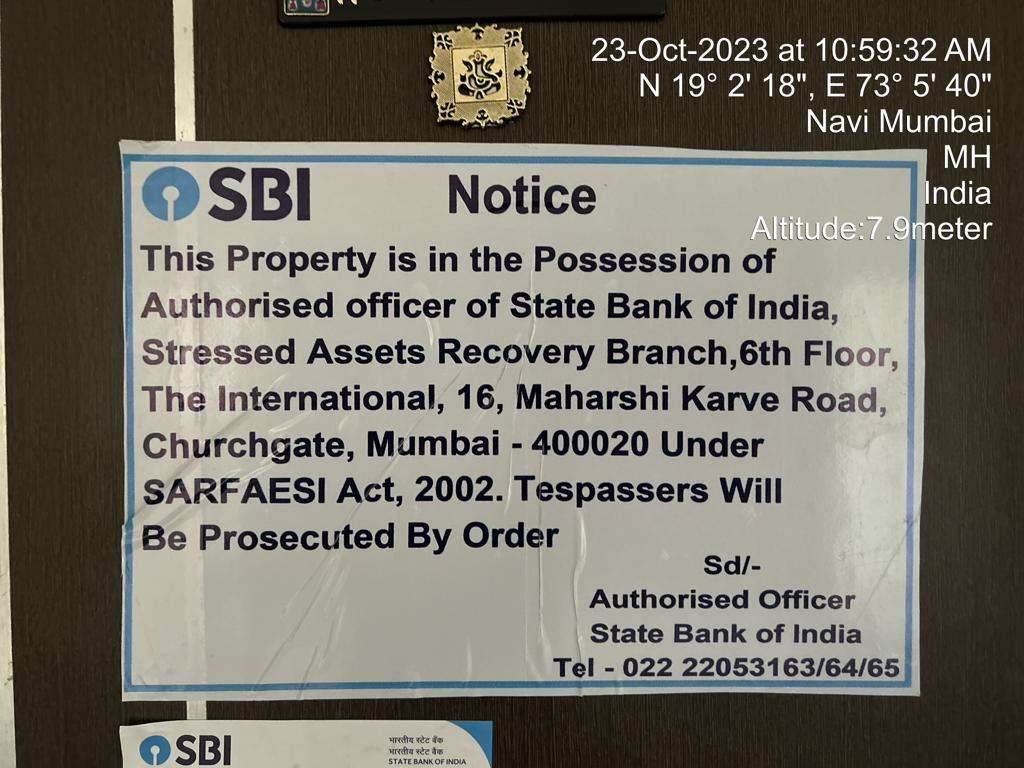 23-Oct-2023 at 10:59:32 AM
N 19° 2' 18", E 73° 5' 40"
Navi Mumbai
MH
India
Altitude:7.9meter
SBI Notice
This Property is in the Possession of
Authorised officer of State Bank of India,
Stressed Assets Recovery Branch,6th Floor,
The International, 16, Maharshi Karve Road,
Churchgate, Mumbai - 400020 Under
SARFAESI Act, 2002. Tespassers Will
Be Prosecuted By Order
Sd/-
Authorised Officer
State Bank of India
Tel - 022 22053163/64/65
SBI
भारतीय स्टेट बँक
भारतीय स्टेट बैंक
STATE BANK OF INDIA